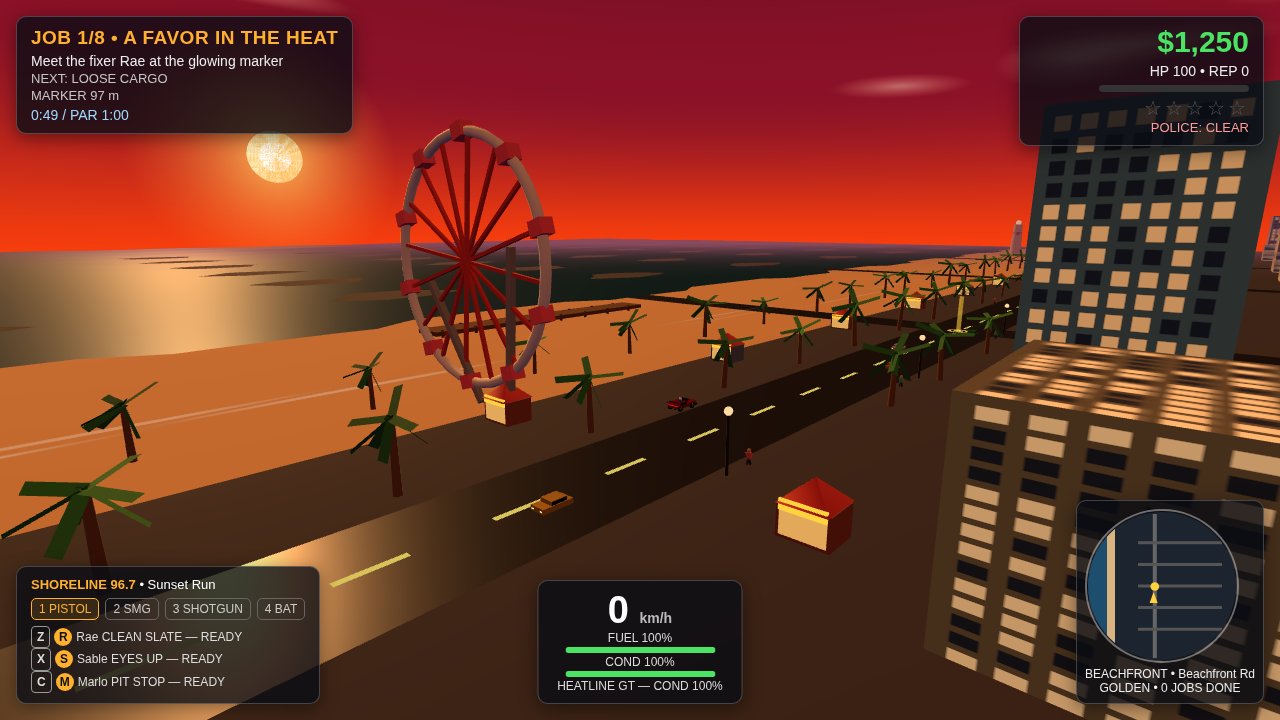 JOB 1/8 • A FAVOR IN THE HEAT
Meet the fixer Rae at the glowing marker
NEXT: LOOSE CARGO
MARKER 97 m
0:49 / PAR 1:00
$1,250
HP 100 • REP 0
☆ ☆ ☆ ☆ ☆
POLICE: CLEAR
SHORELINE 96.7 • Sunset Run
1 PISTOL 2 SMG 3 SHOTGUN 4 BAT
Z R Rae CLEAN SLATE — READY
X S Sable EYES UP — READY
C M Marlo PIT STOP — READY
0 km/h
FUEL 100%
COND 100%
HEATLINE GT — COND 100%
BEACHFRONT • Beachfront Rd
GOLDEN • 0 JOBS DONE